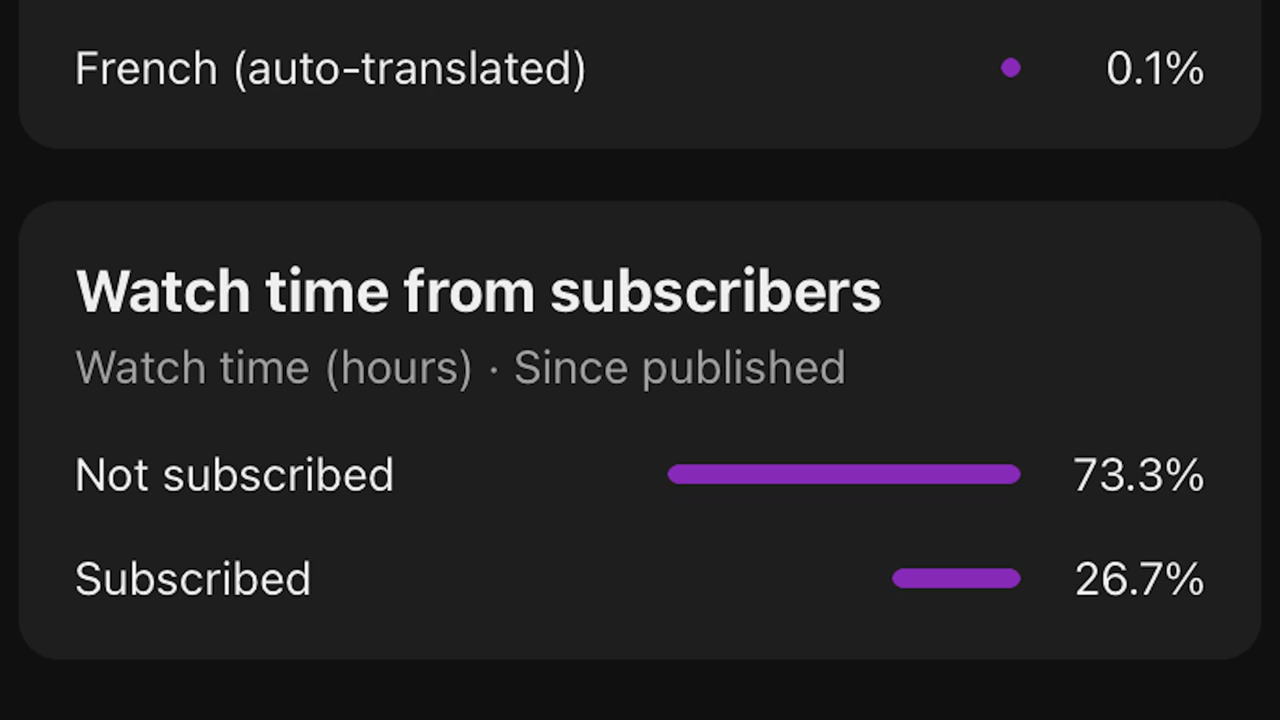 French (auto-translated) 0.1%
Watch time from subscribers
Watch time (hours) · Since published
Not subscribed 73.3%
Subscribed 26.7%